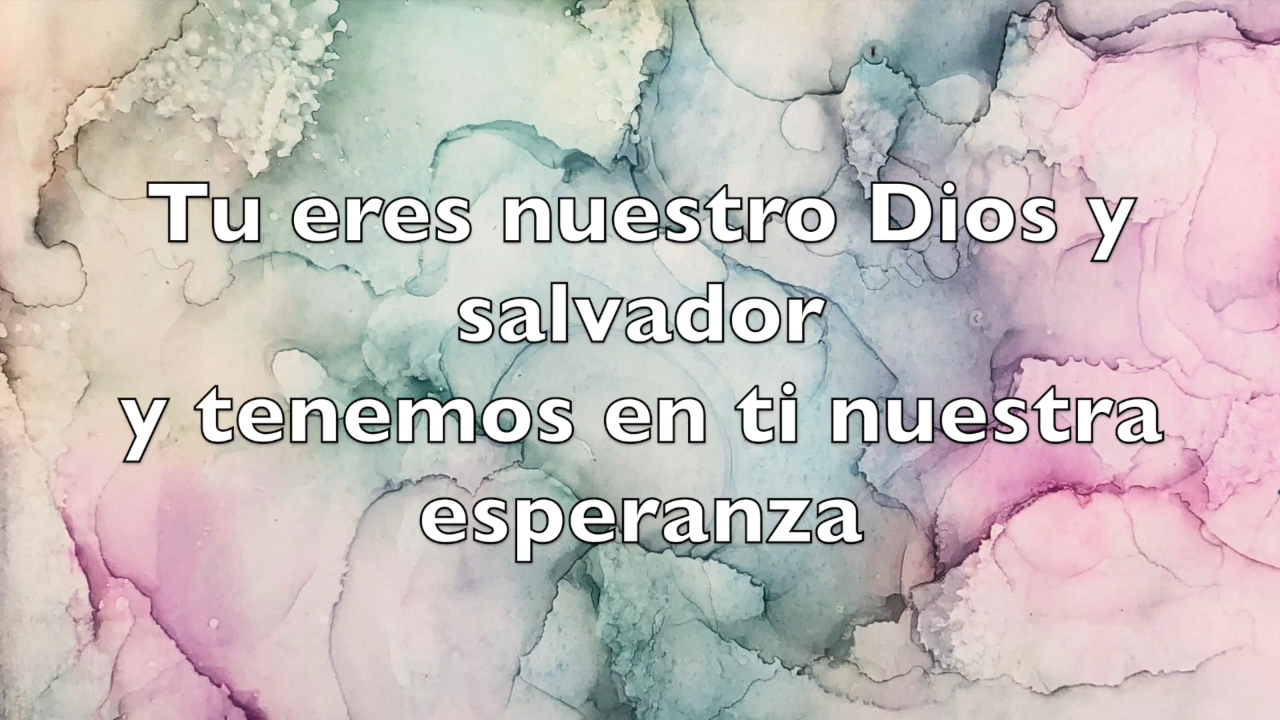 Tu eres nuestro Dios y
salvador
y tenemos en ti nuestra
esperanza